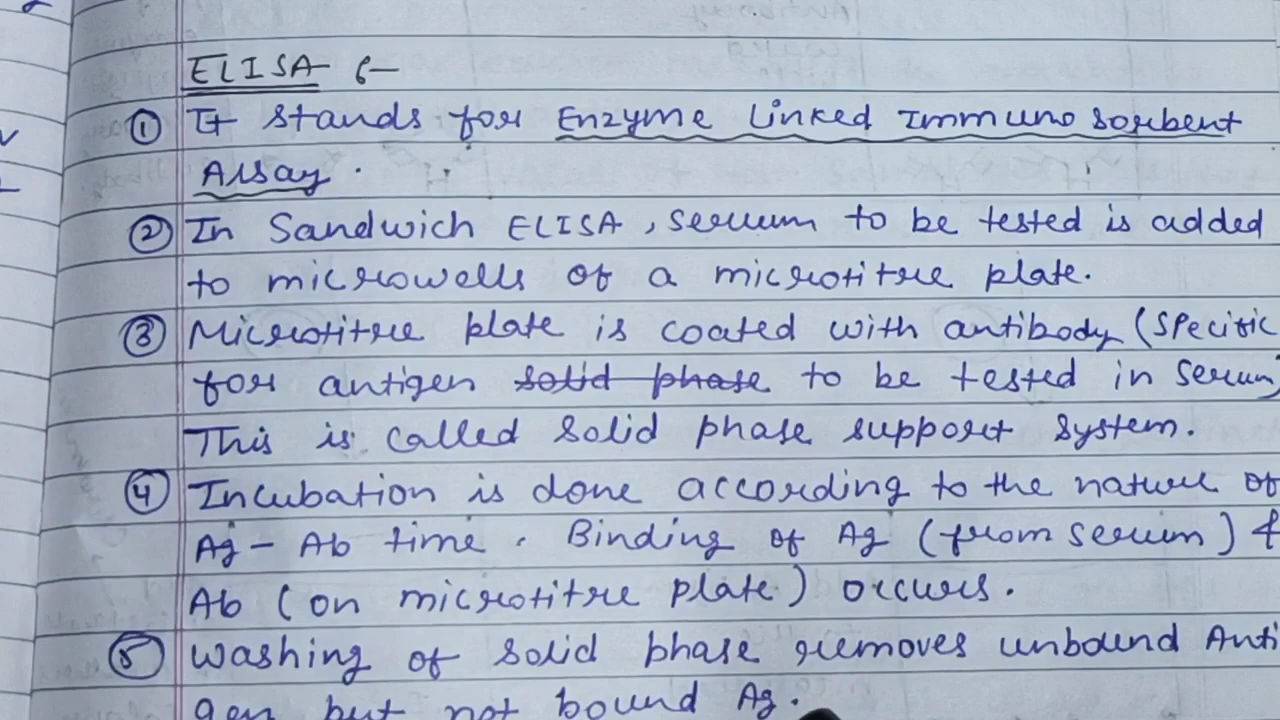 ELISA :-
① It stands for Enzyme Linked Immuno Sorbent
Assay.
② In Sandwich ELISA, serum to be tested is added
to microwells of a microtitre plate.
③ Microtitre plate is coated with antibody (specific
for antigen solid phase to be tested in serum)
This is called solid phase support system.
④ Incubation is done according to the nature of
Ag - Ab time. Binding of Ag (from serum) &
Ab (on microtitre plate) occurs.
⑤ Washing of solid phase removes unbound Anti
gen but not bound Ag.